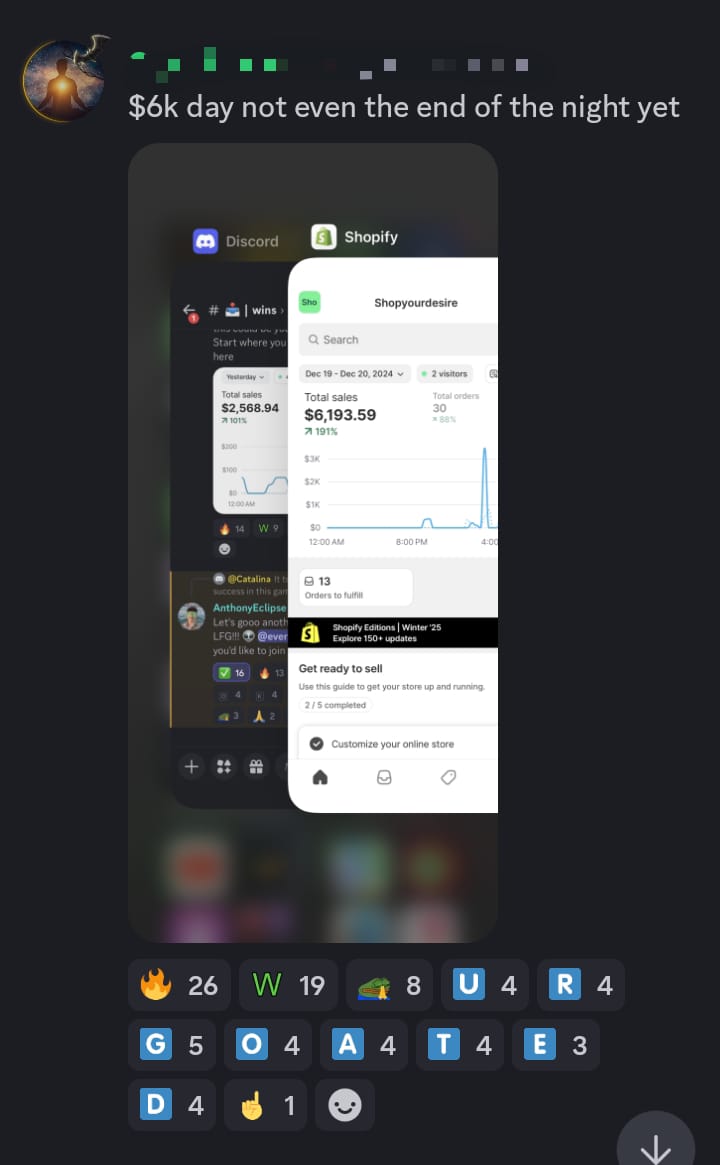 $6k day not even the end of the night yet
Discord
Shopify
# | wins ›
1
Start where you
here
Yesterday
Total sales
$2,568.94
101%
$200
$100
$0
12:00 AM
14
W 9
@Catalina
success in this gam
AnthonyEclipse
Let's gooo anoth
LFG!!! @ever
you'd like to join
16
13
4
4
3
2
Sho
Shopyourdesire
Search
Dec 19 - Dec 20, 2024
2 visitors
Total sales
$6,193.59
191%
Total orders
30
88%
$3K
$2K
$1K
$0
12:00 AM
8:00 PM
4:00
13
Orders to fulfill
Shopify Editions | Winter '25
Explore 150+ updates
Get ready to sell
Use this guide to get your store up and running.
2 / 5 completed
Customize your online store
26 W 19 8 U 4 R 4
G 5 O 4 A 4 T 4 E 3
D 4 1